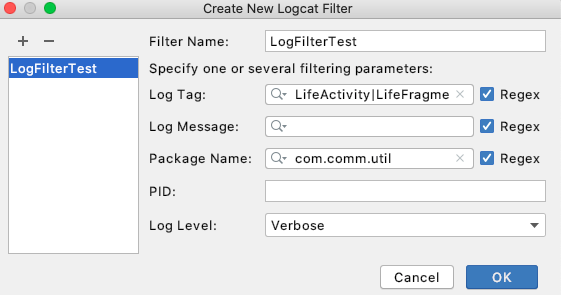 Create New Logcat Filter
+ −
LogFilterTest
Filter Name: LogFilterTest
Specify one or several filtering parameters:
Log Tag: LifeActivity|LifeFragme Regex
Log Message: Regex
Package Name: com.comm.util Regex
PID:
Log Level: Verbose
Cancel OK